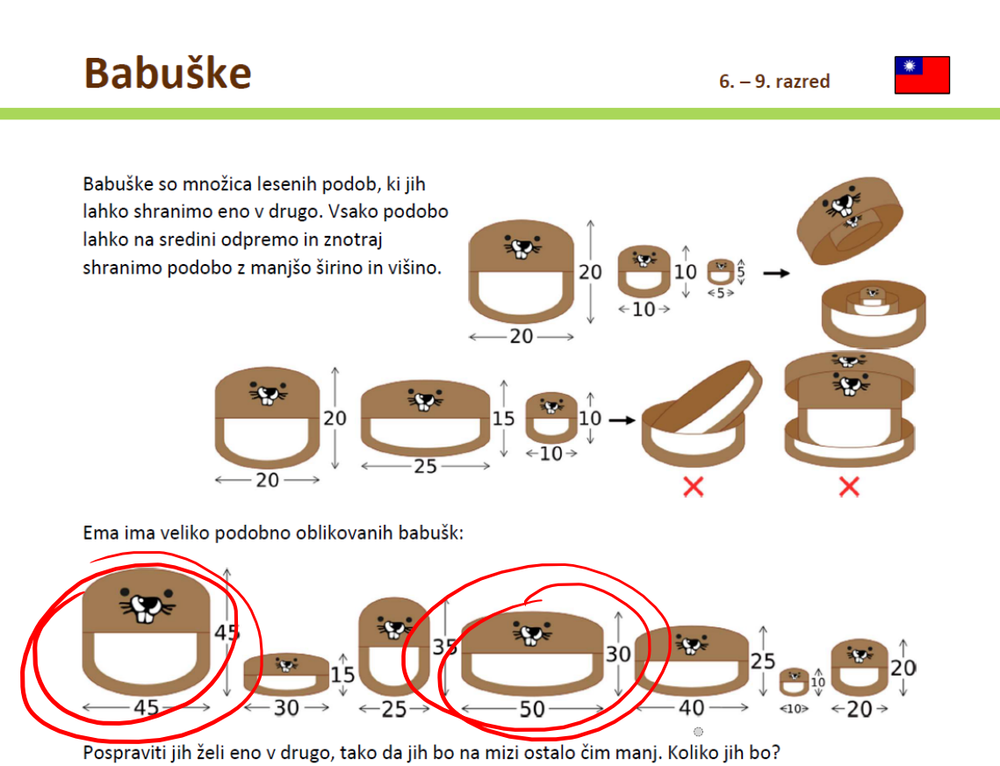 Babuške
6. – 9. razred
Babuške so množica lesenih podob, ki jih
lahko shranimo eno v drugo. Vsako podobo
lahko na sredini odpremo in znotraj
shranimo podobo z manjšo širino in višino.
20 10 5
20 10 5
20 15 10
20 25 10
Ema ima veliko podobno oblikovanih babušk:
45 15 35 30 25 10 20
45 30 25 50 40 10 20
Pospraviti jih želi eno v drugo, tako da jih bo na mizi ostalo čim manj. Koliko jih bo?